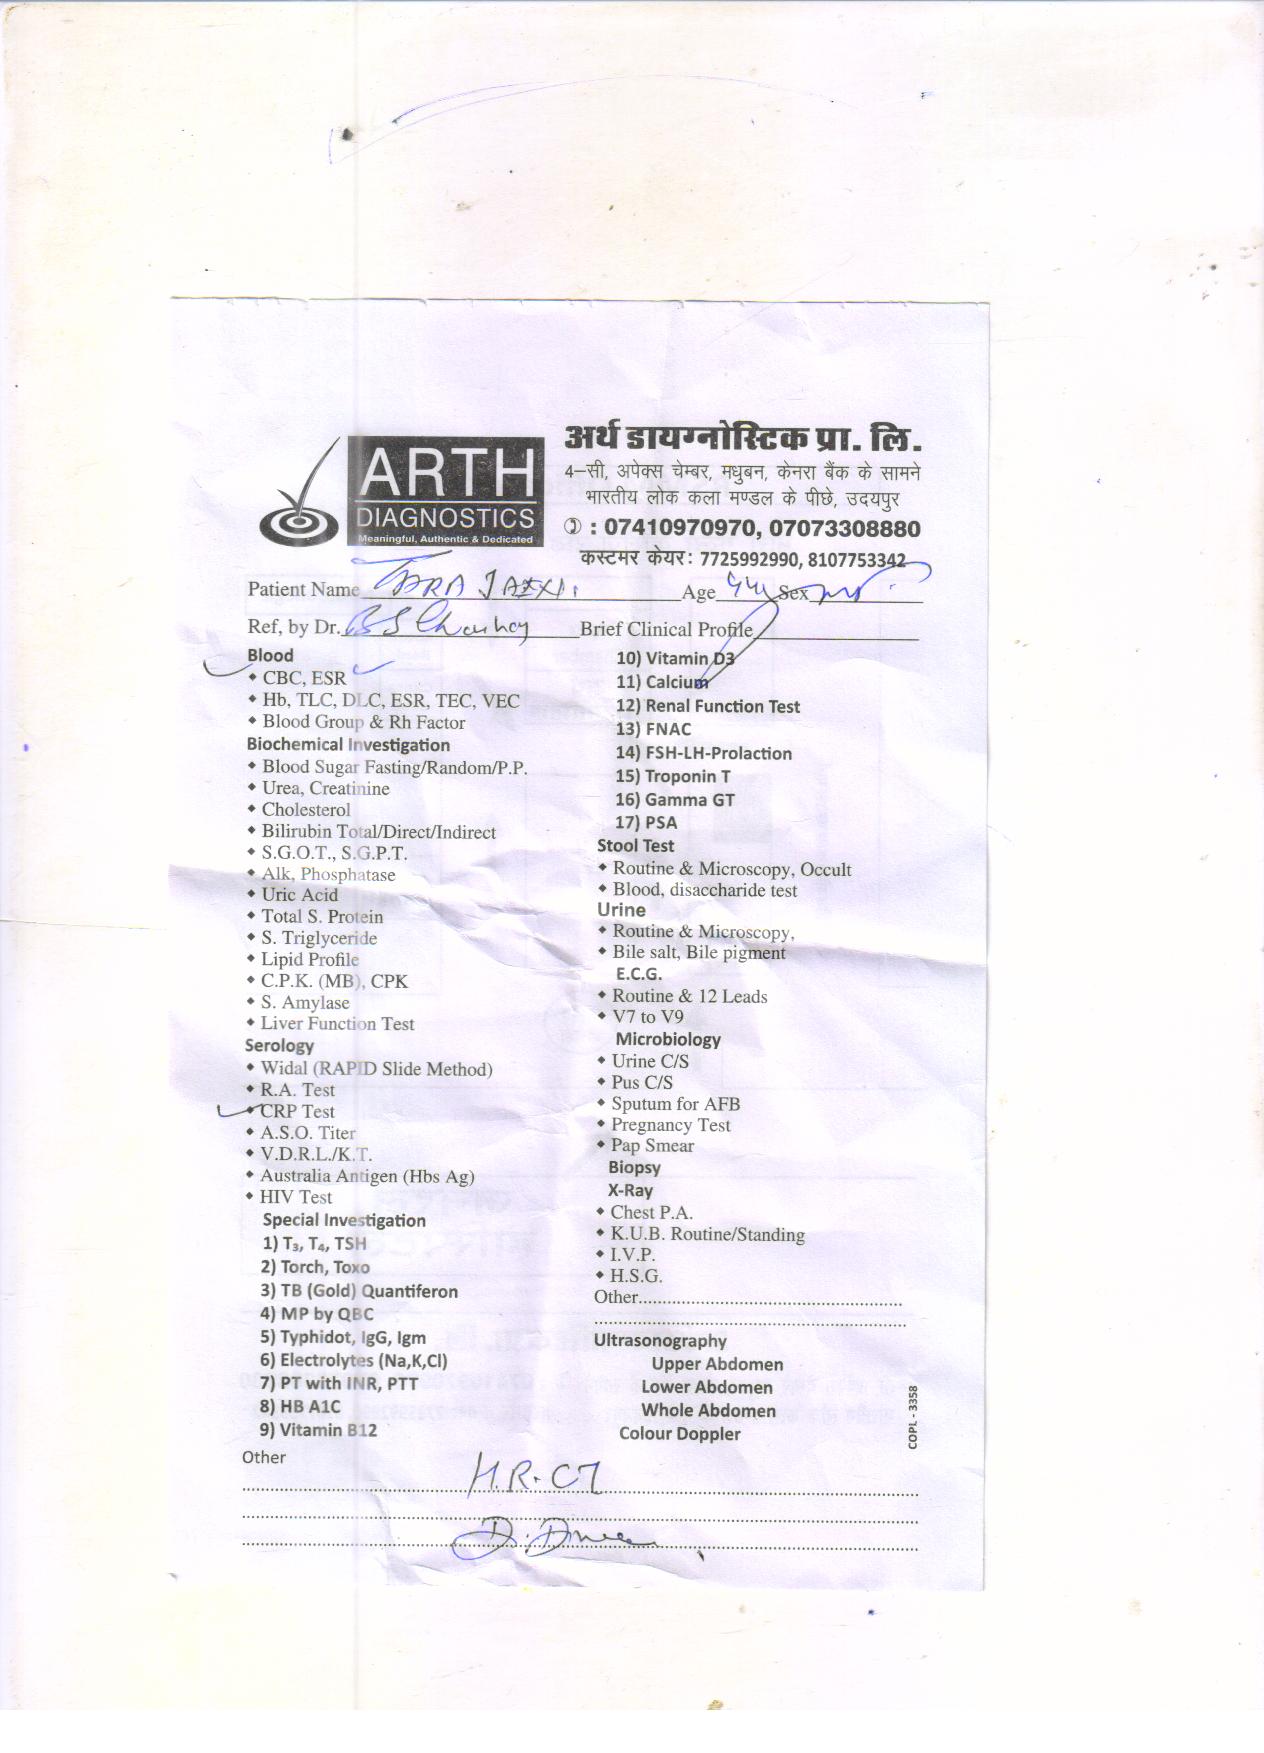 अर्थ डायग्नोस्टिक प्रा. लि.
ARTH
DIAGNOSTICS
Meaningful, Authentic & Dedicated
4-सी, अपेक्स चेम्बर, मधुबन, केनरा बैंक के सामने
भारतीय लोक कला मण्डल के पीछे, उदयपुर
: 07410970970, 07073308880
कस्टमर केयर: 7725992990, 8107753342
Patient Name Age Sex
Ref, by Dr. Brief Clinical Profile
Blood
CBC, ESR
Hb, TLC, DLC, ESR, TEC, VEC
Blood Group & Rh Factor
Biochemical Investigation
Blood Sugar Fasting/Random/P.P.
Urea, Creatinine
Cholesterol
Bilirubin Total/Direct/Indirect
S.G.O.T., S.G.P.T.
Alk, Phosphatase
Uric Acid
Total S. Protein
S. Triglyceride
Lipid Profile
C.P.K. (MB), CPK
S. Amylase
Liver Function Test
Serology
Widal (RAPID Slide Method)
R.A. Test
CRP Test
A.S.O. Titer
V.D.R.L./K.T.
Australia Antigen (Hbs Ag)
HIV Test
Special Investigation
1) T₃, T₄, TSH
2) Torch, Toxo
3) TB (Gold) Quantiferon
4) MP by QBC
5) Typhidot, IgG, Igm
6) Electrolytes (Na,K,Cl)
7) PT with INR, PTT
8) HB A1C
9) Vitamin B12
10) Vitamin D3
11) Calcium
12) Renal Function Test
13) FNAC
14) FSH-LH-Prolaction
15) Troponin T
16) Gamma GT
17) PSA
Stool Test
Routine & Microscopy, Occult
Blood, disaccharide test
Urine
Routine & Microscopy,
Bile salt, Bile pigment
E.C.G.
Routine & 12 Leads
V7 to V9
Microbiology
Urine C/S
Pus C/S
Sputum for AFB
Pregnancy Test
Pap Smear
Biopsy
X-Ray
Chest P.A.
K.U.B. Routine/Standing
I.V.P.
H.S.G.
Other
Ultrasonography
Upper Abdomen
Lower Abdomen
Whole Abdomen
Colour Doppler
COPL - 3358
Other
H.R.CT